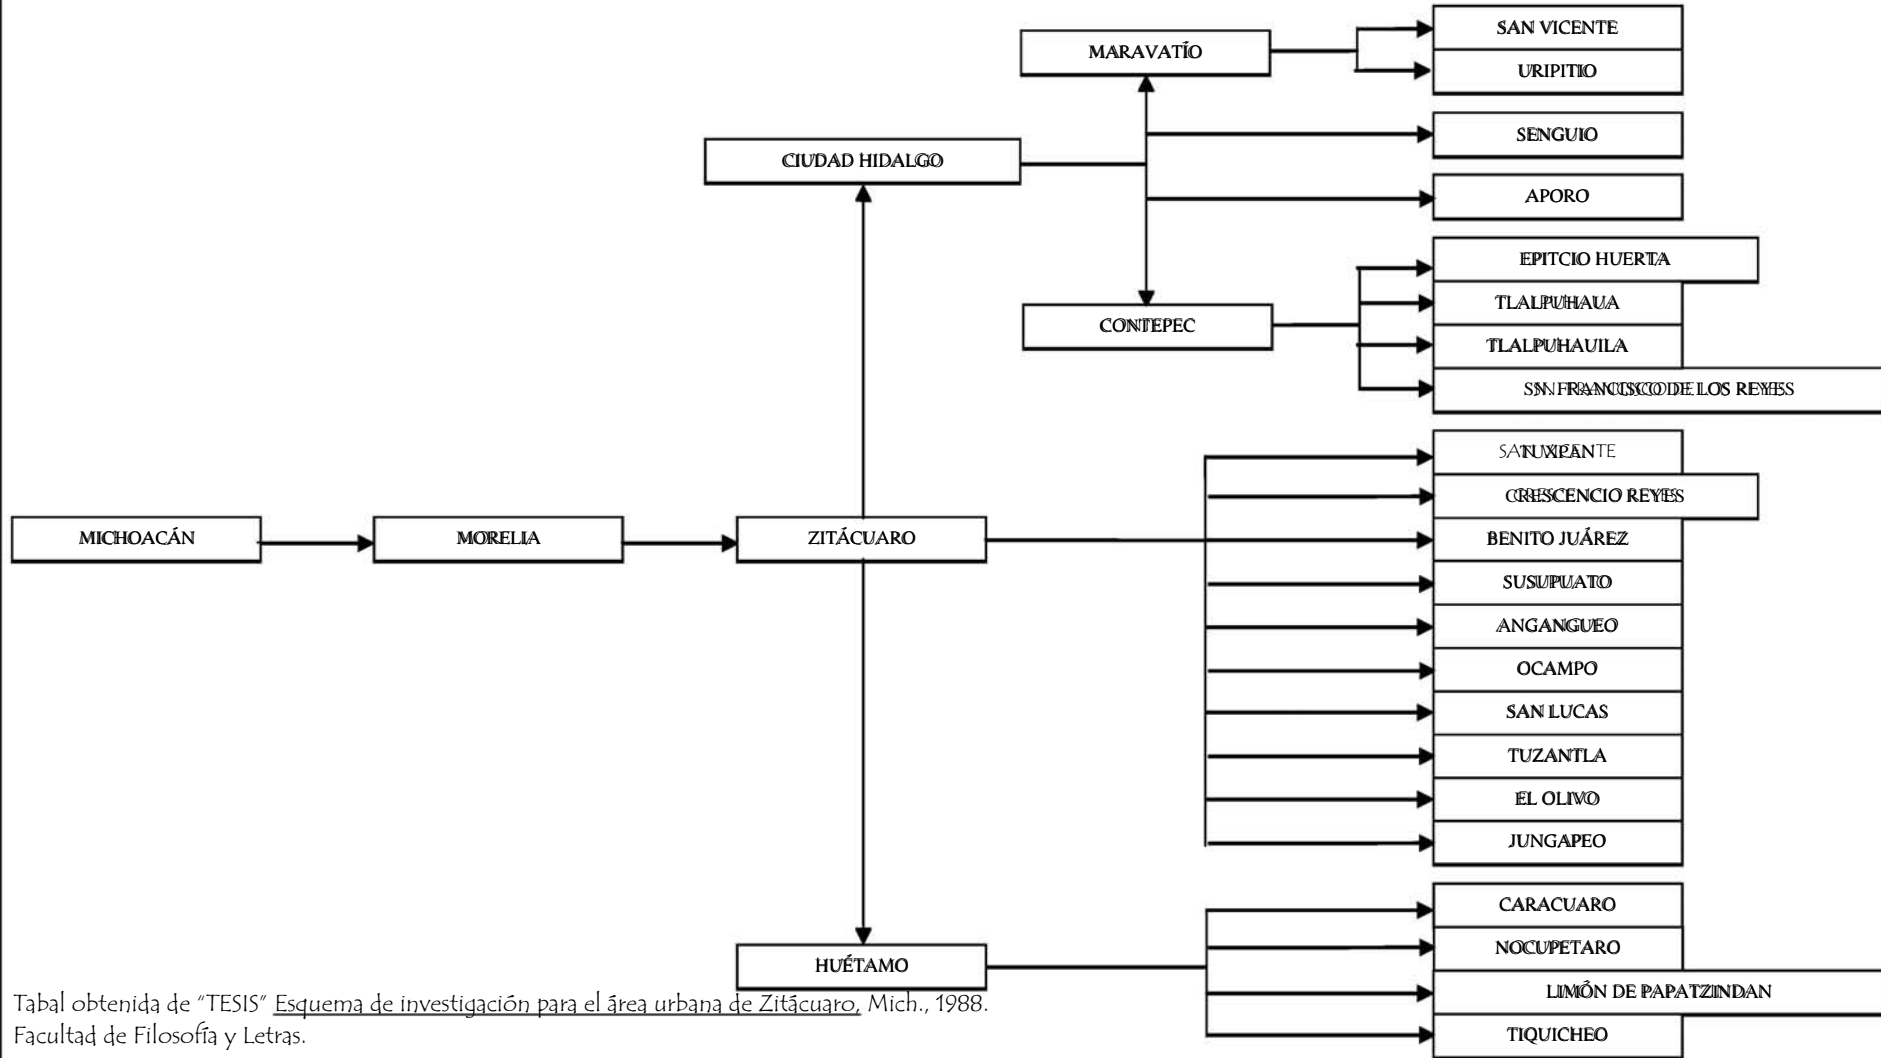 SAN VICENTE
MARAVATÍO
URIPITIO
SENGUIO
CIUDAD HIDALGO
APORO
EPITCIO HUERTA
TLALPUHAUA
CONTEPEC
TLALPUHAUILA
SN. FRANCISCO DE LOS REYES
TUXPAN
CRESCENCIO REYES
MICHOACÁN
MORELIA
ZITÁCUARO
BENITO JUÁREZ
SUSUPUATO
ANGANGUEO
OCAMPO
SAN LUCAS
TUZANTLA
EL OLIVO
JUNGAPEO
CARACUARO
NOCUPETARO
HUÉTAMO
LIMÓN DE PAPATZINDAN
TIQUICHEO
Tabal obtenida de "TESIS" Esquema de investigación para el área urbana de Zitácuaro, Mich., 1988.
Facultad de Filosofía y Letras.